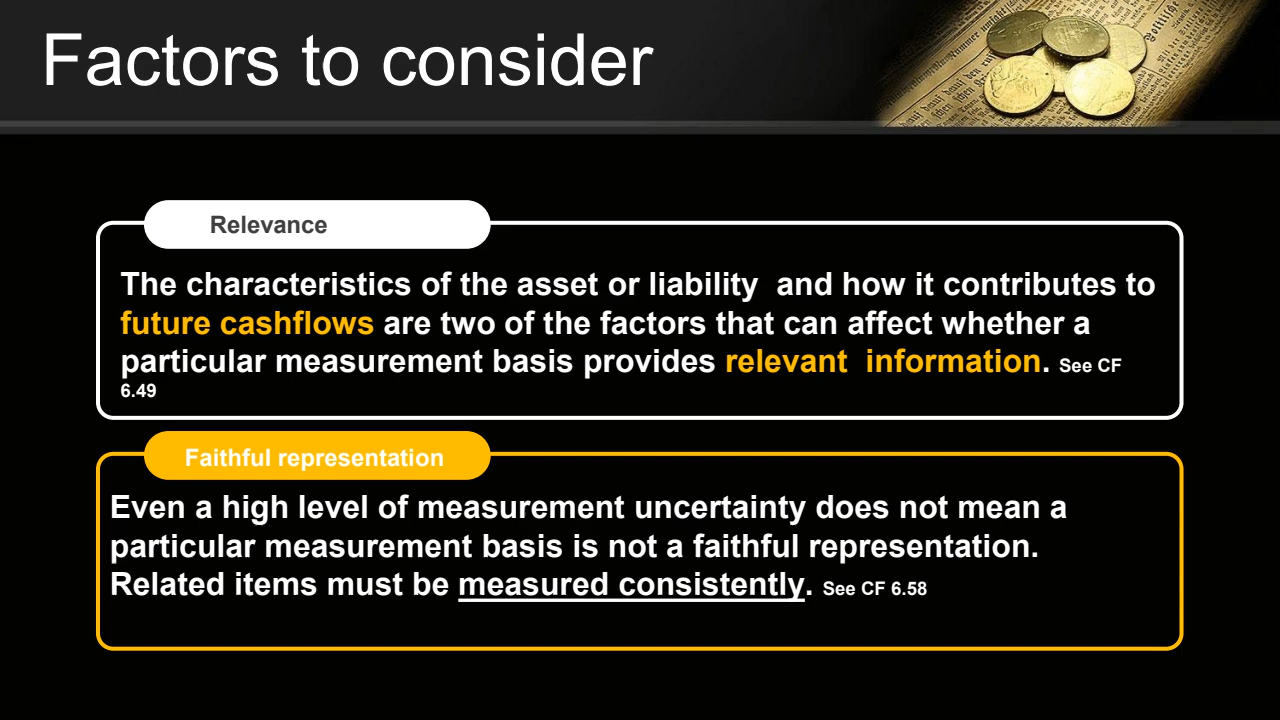 Factors to consider
Relevance
The characteristics of the asset or liability  and how it contributes to
future cashflows are two of the factors that can affect whether a
particular measurement basis provides relevant  information. See CF
6.49
Faithful representation
Even a high level of measurement uncertainty does not mean a
particular measurement basis is not a faithful representation.
Related items must be measured consistently. See CF 6.58